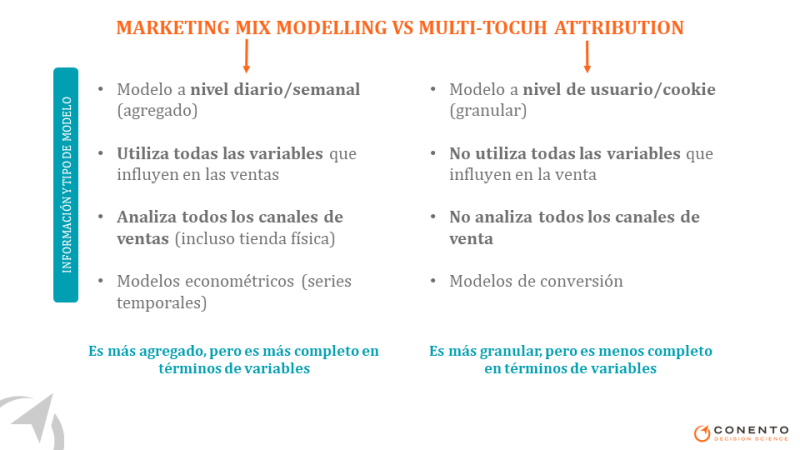 MARKETING MIX MODELLING VS MULTI-TOCUH ATTRIBUTION
INFORMACIÓN Y TIPO DE MODELO
• Modelo a nivel diario/semanal
(agregado)
• Utiliza todas las variables que
influyen en las ventas
• Analiza todos los canales de
ventas (incluso tienda física)
• Modelos econométricos (series
temporales)
Es más agregado, pero es más completo en
términos de variables
• Modelo a nivel de usuario/cookie
(granular)
• No utiliza todas las variables que
influyen en la venta
• No analiza todos los canales de
venta
• Modelos de conversión
Es más granular, pero es menos completo
en términos de variables
CONENTO
DECISION SCIENCE